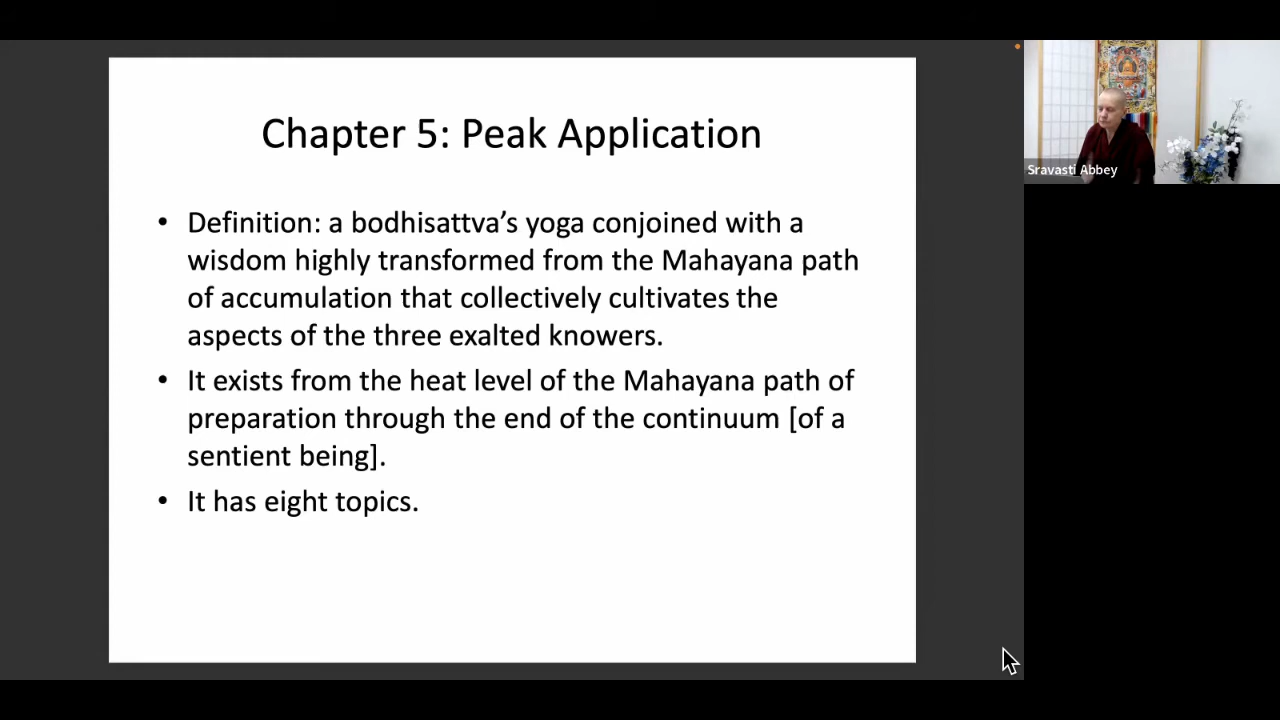 Chapter 5: Peak Application
• Definition: a bodhisattva’s yoga conjoined with a
wisdom highly transformed from the Mahayana path
of accumulation that collectively cultivates the
aspects of the three exalted knowers.
• It exists from the heat level of the Mahayana path of
preparation through the end of the continuum [of a
sentient being].
• It has eight topics.
Sravasti Abbey